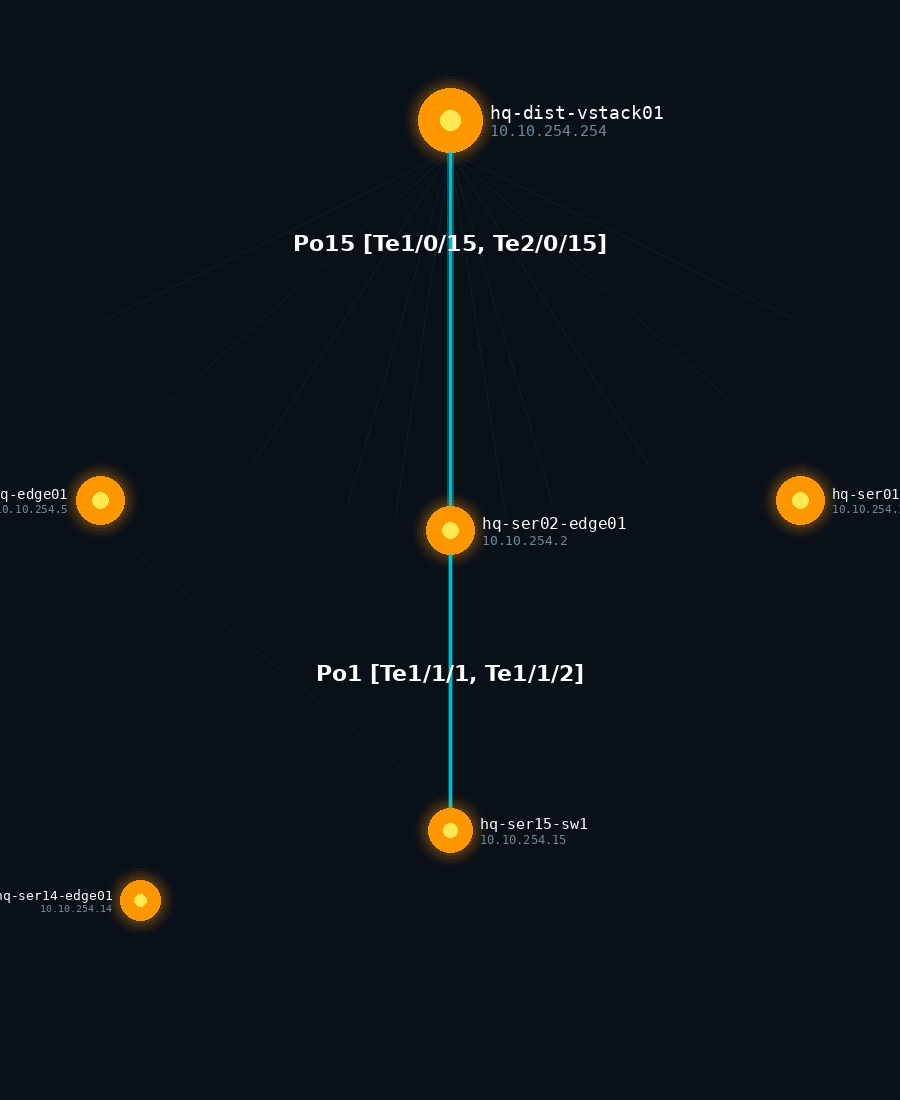 hq-dist-vstack01
10.10.254.254
Po15 [Te1/0/15, Te2/0/15]
q-edge01
0.10.254.5
hq-ser02-edge01
10.10.254.2
hq-ser01
10.10.254.
Po1 [Te1/1/1, Te1/1/2]
hq-ser15-sw1
10.10.254.15
hq-ser14-edge01
10.10.254.14